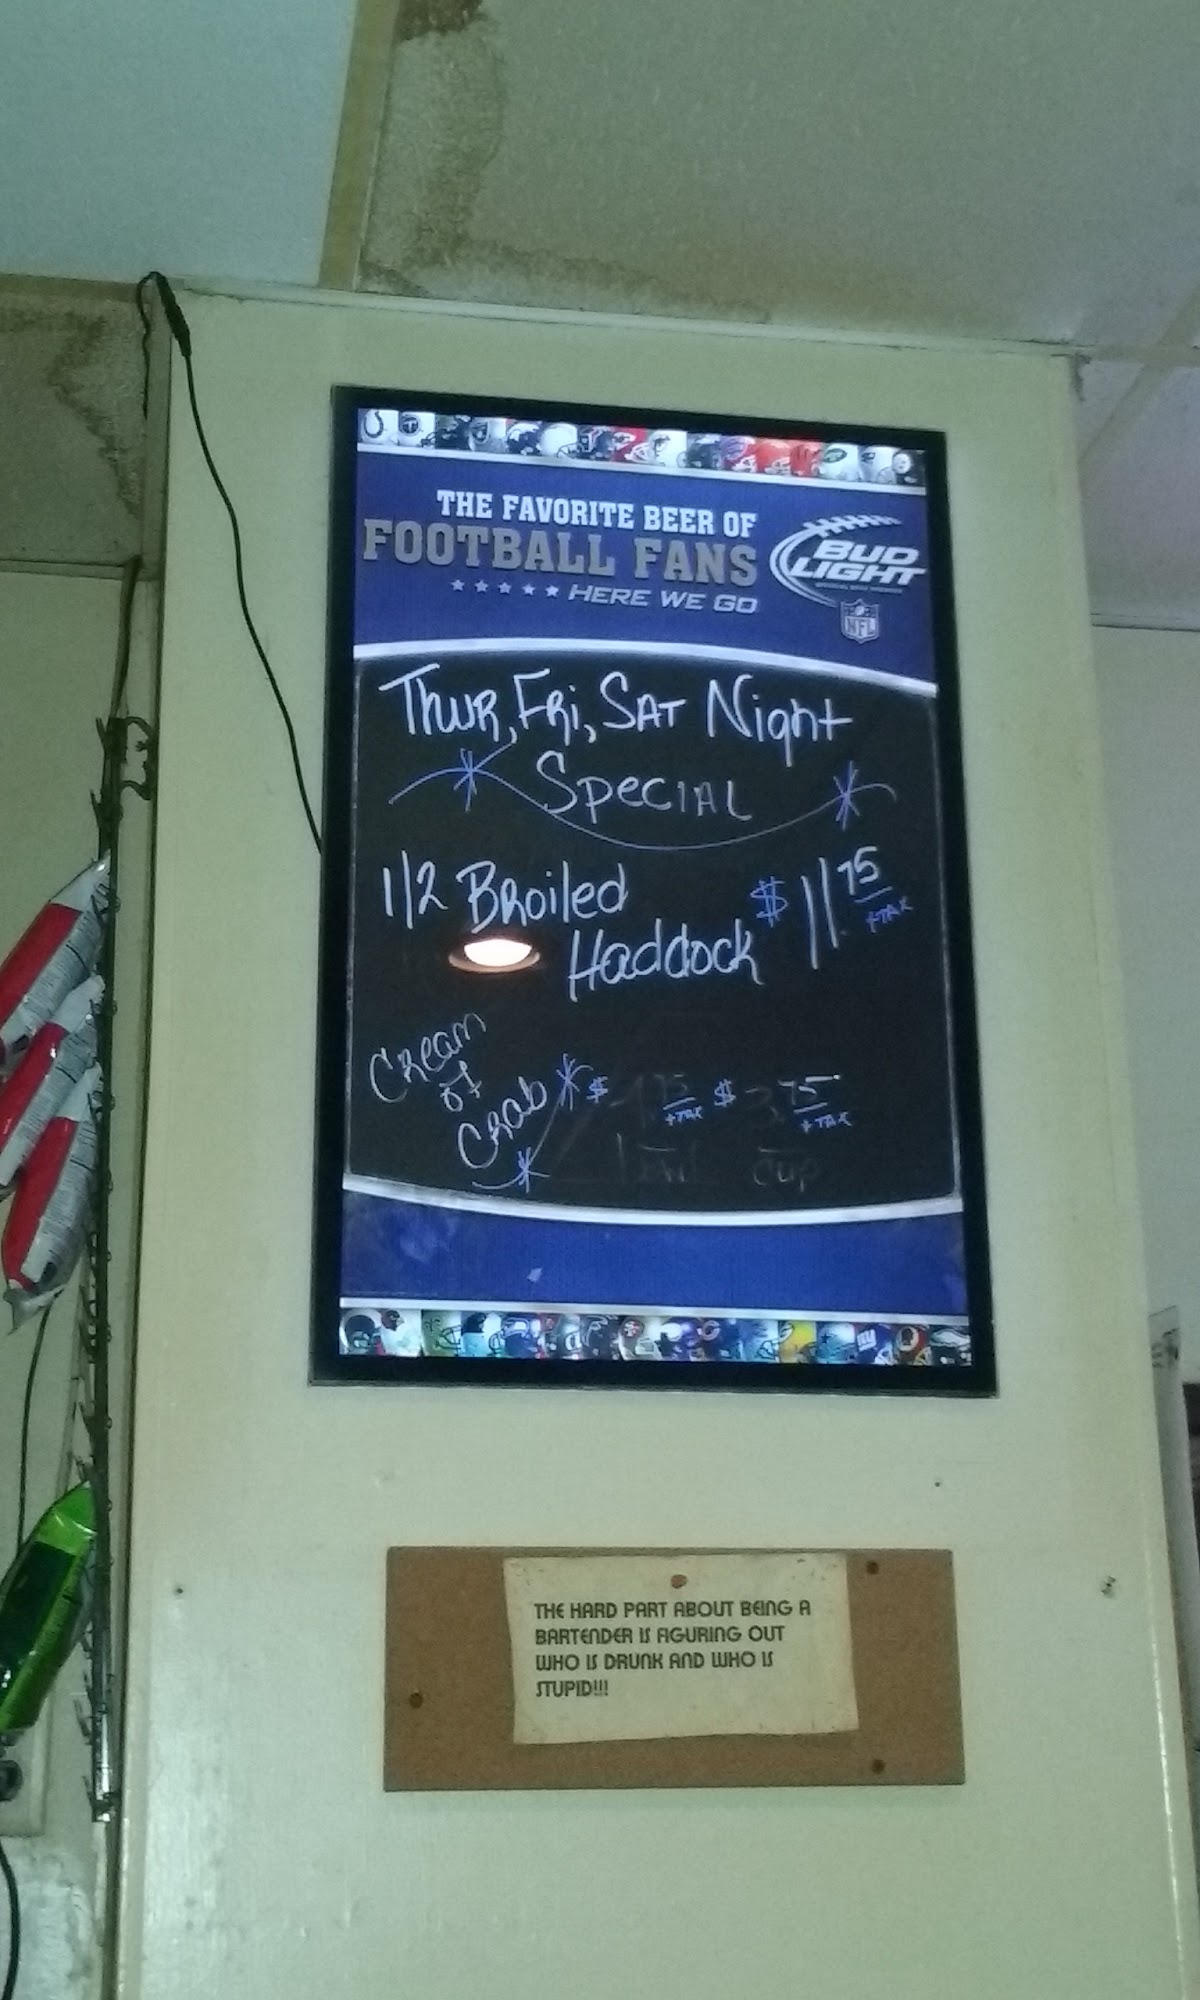 THE FAVORITE BEER OF
FOOTBALL FANS
HERE WE GO
BUD
LIGHT
NFL
Thur, Fri, Sat Night
Special
1/2 Broiled $11.75
+TAX
Haddock
Cream
of
Crab $ .75 $ 3.75
+TAX +TAX
bowl cup
THE HARD PART ABOUT BEING A
BARTENDER IS FIGURING OUT
WHO IS DRUNK AND WHO IS
STUPID!!!